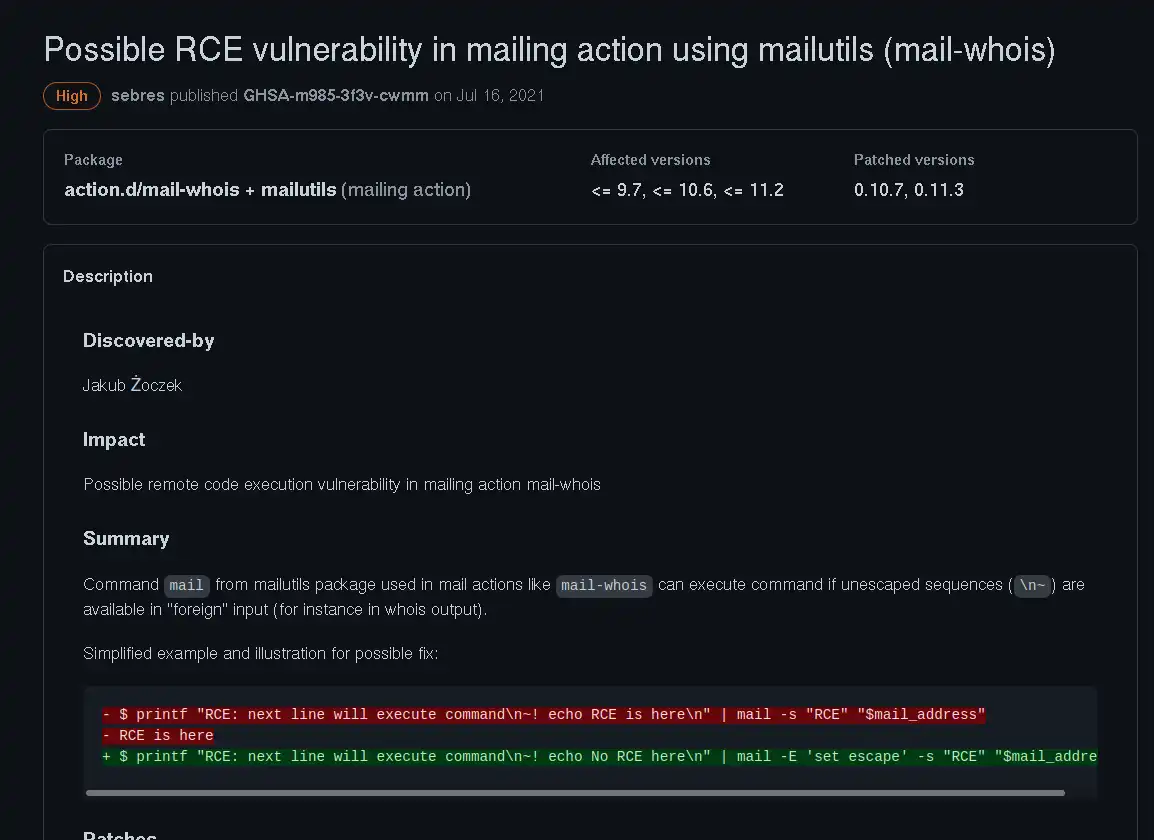 Possible RCE vulnerability in mailing action using mailutils (mail-whois)
High sebres published GHSA-m985-3f3v-cwmm on Jul 16, 2021
Package Affected versions Patched versions
action.d/mail-whois + mailutils (mailing action) <= 9.7, <= 10.6, <= 11.2 0.10.7, 0.11.3
Description
Discovered-by
Jakub Żoczek
Impact
Possible remote code execution vulnerability in mailing action mail-whois
Summary
Command mail from mailutils package used in mail actions like mail-whois can execute command if unescaped sequences ( \n~ ) are
available in "foreign" input (for instance in whois output).
Simplified example and illustration for possible fix:
- $ printf "RCE: next line will execute command\n~! echo RCE is here\n" | mail -s "RCE" "$mail_address"
- RCE is here
+ $ printf "RCE: next line will execute command\n~! echo No RCE here\n" | mail -E 'set escape' -s "RCE" "$mail_addre
Patches